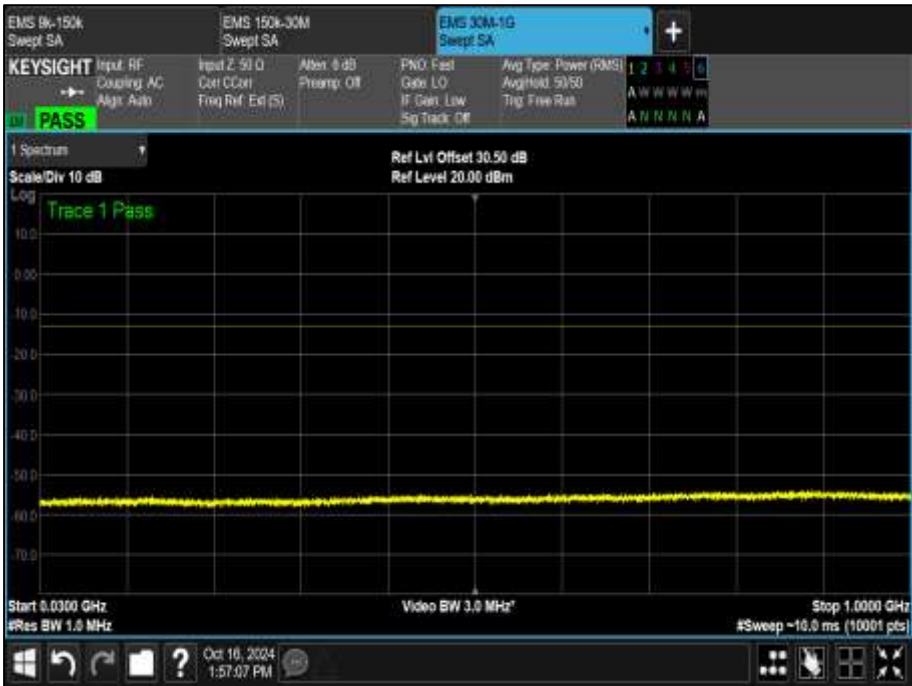 EMS 9k-150k
Swept SA
EMS 150k-30M
Swept SA
EMS 30M-1G
Swept SA
KEYSIGHT
Input: RF
Coupling: AC
Align: Auto
Input Z: 50 Ω
Corr CCorr
Freq Ref: Ext (S)
Atten: 6 dB
Preamp: Off
PNO: Fast
Gate: LO
IF Gain: Low
Sig Track: Off
Avg Type: Power (RMS)
Avg|Hold: 50/50
Trig: Free Run
1 2 3 4 5 6
A W W W W
A N N N N A
PASS
1 Spectrum
Scale/Div 10 dB
Ref Lvl Offset 30.50 dB
Ref Level 20.00 dBm
Log
Trace 1 Pass
10.0
0.00
-10.0
-20.0
-30.0
-40.0
-50.0
-60.0
-70.0
Start 0.0300 GHz
#Res BW 1.0 MHz
Video BW 3.0 MHz*
Stop 1.0000 GHz
#Sweep ~10.0 ms (10001 pts)
?
Oct 16, 2024
1:57:07 PM